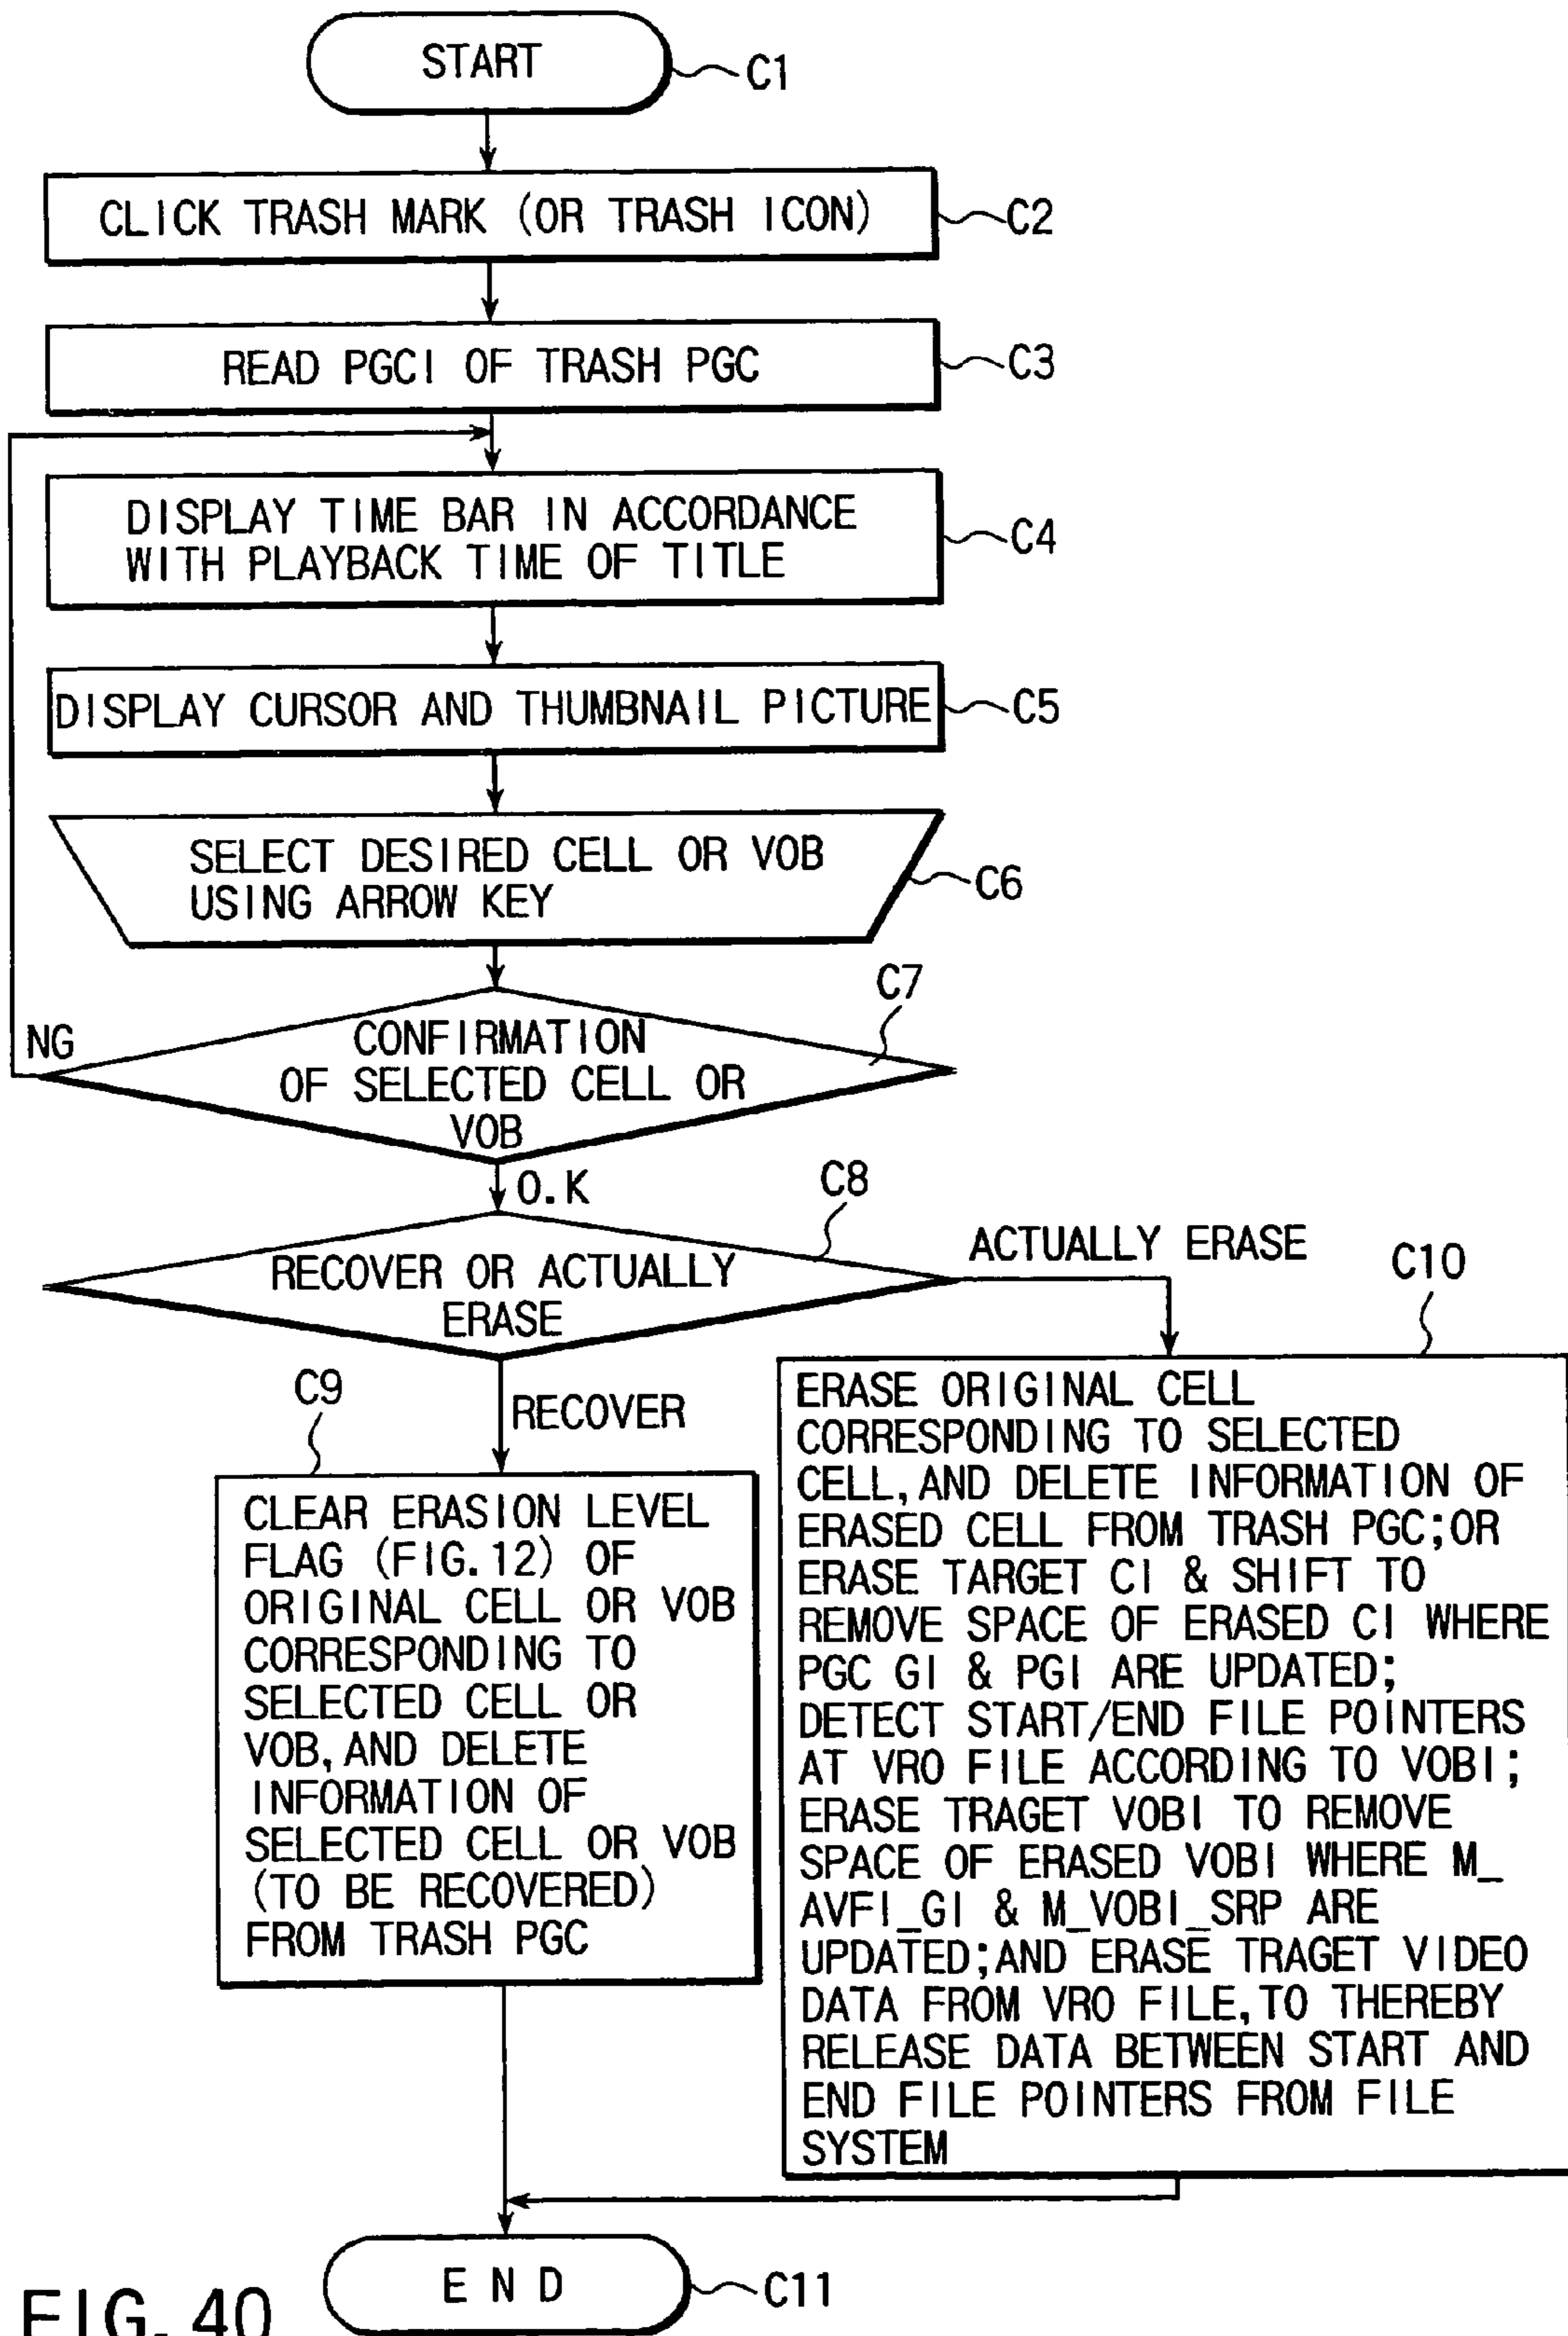 START
C1
CLICK TRASH MARK (OR TRASH ICON)
C2
READ PGCI OF TRASH PGC
C3
DISPLAY TIME BAR IN ACCORDANCE
WITH PLAYBACK TIME OF TITLE
C4
DISPLAY CURSOR AND THUMBNAIL PICTURE
C5
SELECT DESIRED CELL OR VOB
USING ARROW KEY
C6
C7
NG
CONFIRMATION
OF SELECTED CELL OR
VOB
O.K
C8
RECOVER OR ACTUALLY
ERASE
ACTUALLY ERASE
C10
C9
RECOVER
CLEAR ERASION LEVEL
FLAG (FIG.12) OF
ORIGINAL CELL OR VOB
CORRESPONDING TO
SELECTED CELL OR
VOB,AND DELETE
INFORMATION OF
SELECTED CELL OR VOB
(TO BE RECOVERED)
FROM TRASH PGC
ERASE ORIGINAL CELL
CORRESPONDING TO SELECTED
CELL,AND DELETE INFORMATION OF
ERASED CELL FROM TRASH PGC;OR
ERASE TARGET CI & SHIFT TO
REMOVE SPACE OF ERASED CI WHERE
PGC GI & PGI ARE UPDATED;
DETECT START/END FILE POINTERS
AT VRO FILE ACCORDING TO VOBI;
ERASE TRAGET VOBI TO REMOVE
SPACE OF ERASED VOBI WHERE M_
AVFI_GI & M_VOBI_SRP ARE
UPDATED;AND ERASE TRAGET VIDEO
DATA FROM VRO FILE,TO THEREBY
RELEASE DATA BETWEEN START AND
END FILE POINTERS FROM FILE
SYSTEM
END
C11
FIG. 40